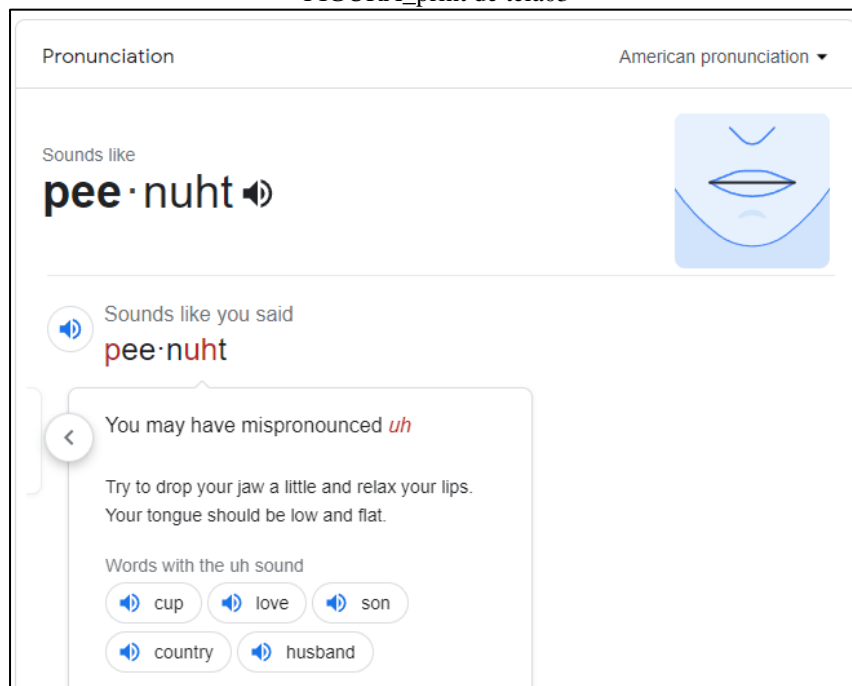 Pronunciation American pronunciation
Sounds like
pee·nuht
Sounds like you said
pee·nuht
You may have mispronounced uh
Try to drop your jaw a little and relax your lips.
Your tongue should be low and flat.
Words with the uh sound
cup love son
country husband